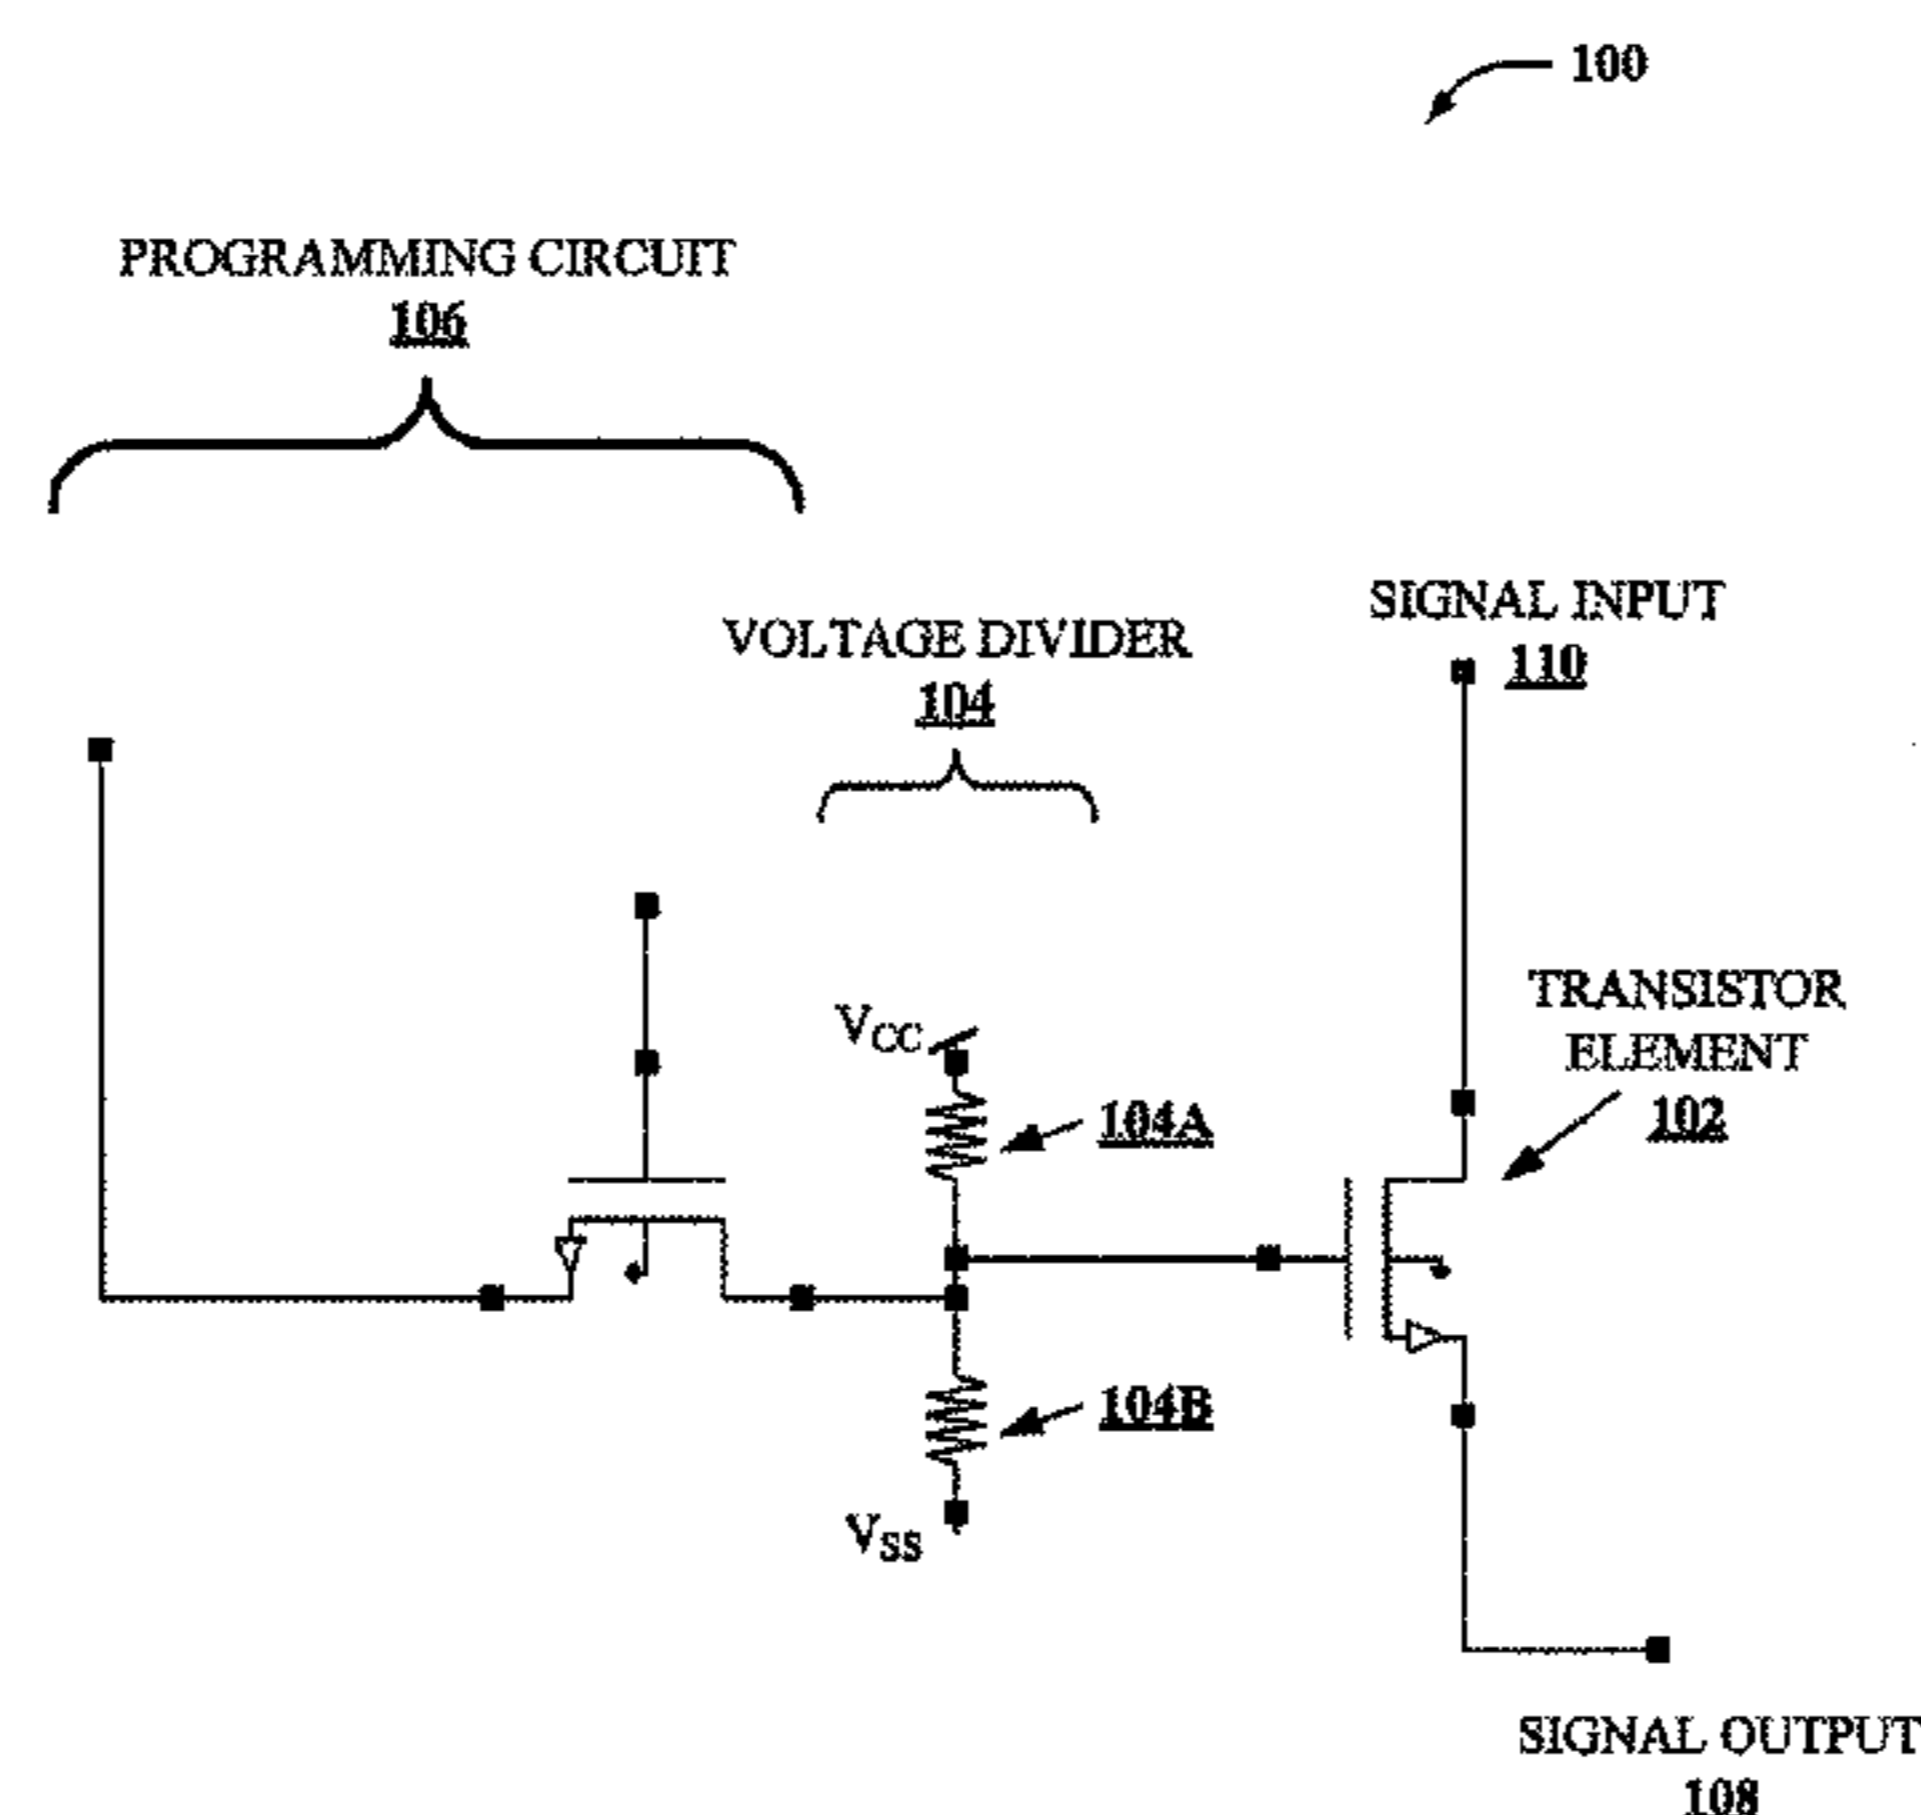 100
PROGRAMMING CIRCUIT
106
SIGNAL INPUT
110
VOLTAGE DIVIDER
104
TRANSISTOR
ELEMENT
102
VCC
104A
104B
VSS
SIGNAL OUTPUT
108